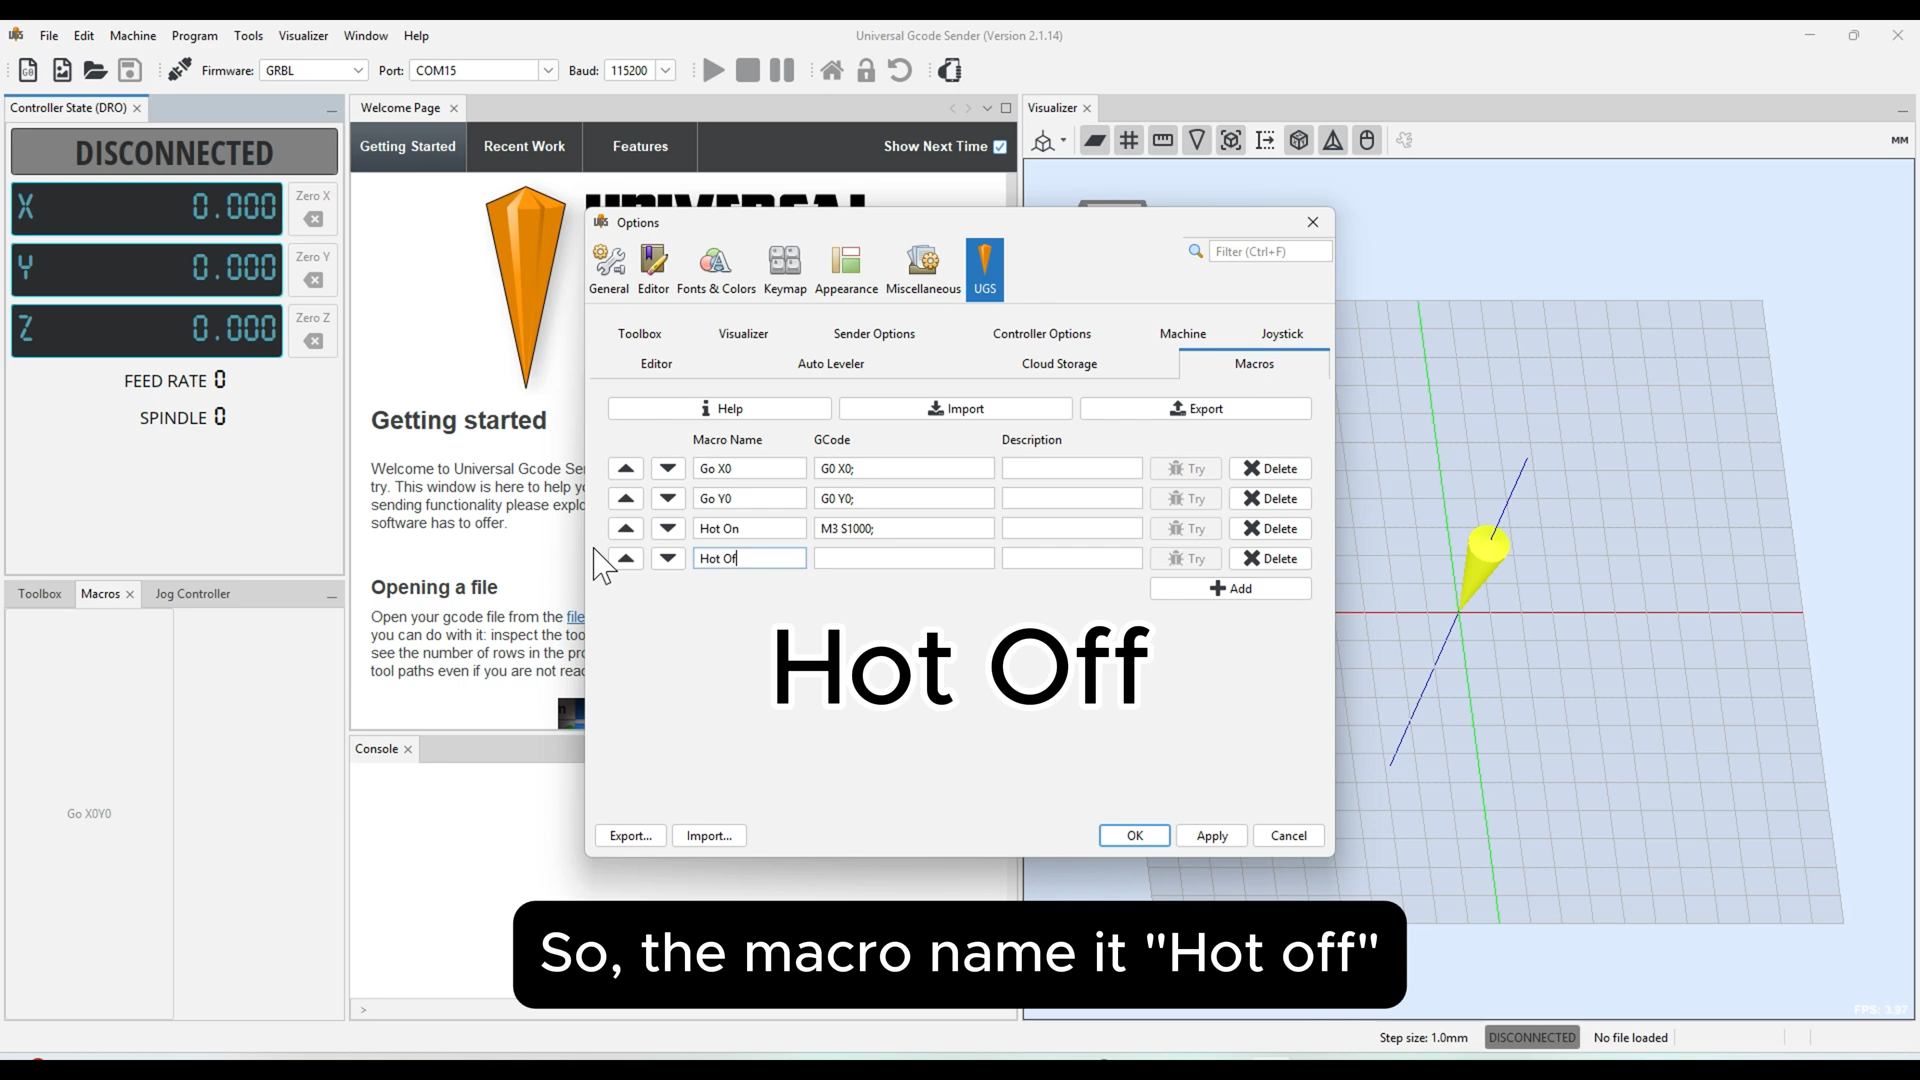 UGS File Edit Machine Program Tools Visualizer Window Help
Universal Gcode Sender (Version 2.1.14)
Firmware: GRBL Port: COM15 Baud: 115200
Controller State (DRO)
DISCONNECTED
X 0.000 Zero X
Y 0.000 Zero Y
Z 0.000 Zero Z
FEED RATE 0
SPINDLE 0
Toolbox Macros Jog Controller
Go X0Y0
Welcome Page
Getting Started Recent Work Features Show Next Time
UNIVERSAL
Getting started
Welcome to Universal Gcode Se
try. This window is here to help y
sending functionality please explo
software has to offer.
Opening a file
Open your gcode file from the file
you can do with it: inspect the too
see the number of rows in the pr
tool paths even if you are not rea
Console
>
UGS Options
Filter (Ctrl+F)
General Editor Fonts & Colors Keymap Appearance Miscellaneous UGS
Toolbox Visualizer Sender Options Controller Options Machine Joystick
Editor Auto Leveler Cloud Storage Macros
Help Import Export
Macro Name GCode Description
Go X0 G0 X0; Try Delete
Go Y0 G0 Y0; Try Delete
Hot On M3 S1000; Try Delete
Hot Of Try Delete
Add
Hot Off
Export... Import... OK Apply Cancel
Visualizer
MM
FPS: 3.97
So, the macro name it "Hot off"
Step size: 1.0mm DISCONNECTED No file loaded